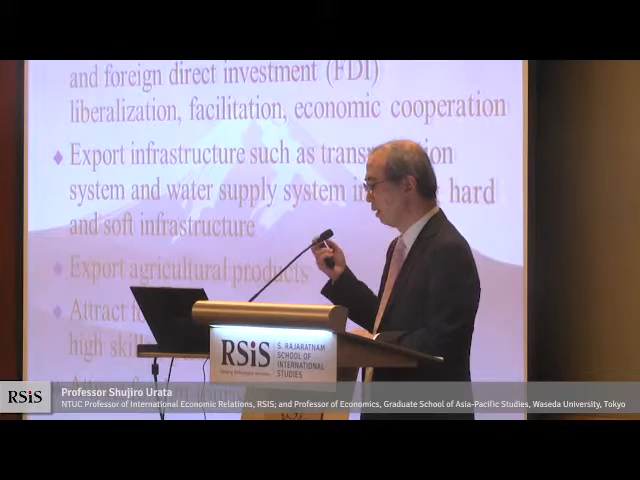 and foreign direct investment (FDI)
liberalization, facilitation, economic cooperation
Export infrastructure such as
system and water supply system hard
and soft infrastructure
Export agricultural products
Attract
high
RSiS
S. RAJARATNAM
SCHOOL OF
INTERNATIONAL
STUDIES
RSiS
Professor Shujiro Urata
NTUC Professor of International Economic Relations, RSIS; and Professor of Economics, Graduate School of Asia-Pacific Studies, Waseda University, Tokyo